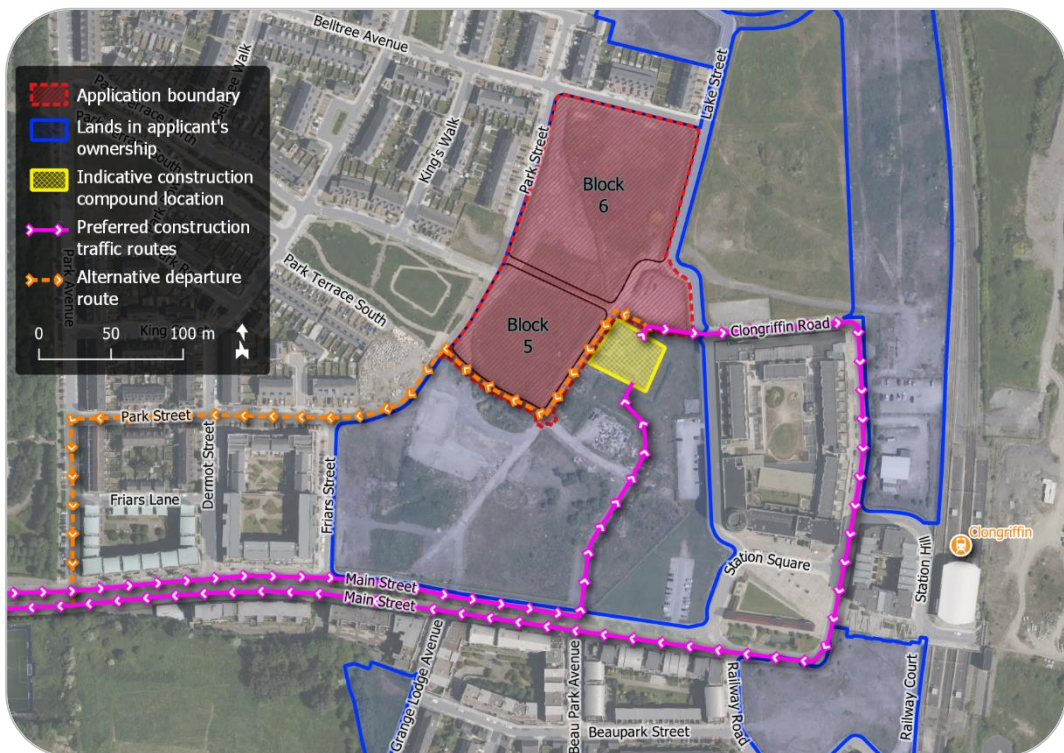 Belltree Avenue
Application boundary
Lands in applicant's
ownership
Indicative construction
compound location
Preferred construction
traffic routes
Alternative departure
route
0 50 100 m
King's Walk
Park Street
Lake Street
Block
6
Park Terrace South
Block
5
Clongriffin Road
Park Avenue
Park Street
Dermot Street
Friars Street
Friars Lane
Clongriffin
Station Square
Station Hill
Main Street
Main Street
Grange Lodge Avenue
Beau Park Avenue
Railway Road
Railway Court
Beaupark Street